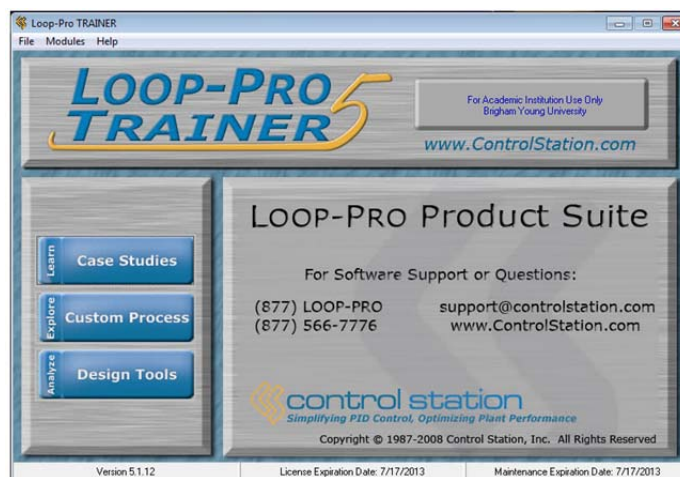 Loop-Pro TRAINER
File Modules Help
LOOP-PRO 5
TRAINER
For Academic Institution Use Only
Brigham Young University
www.ControlStation.com
Learn
Case Studies
Explore
Custom Process
Analyze
Design Tools
LOOP-PRO Product Suite
For Software Support or Questions:
(877) LOOP-PRO support@controlstation.com
(877) 566-7776 www.ControlStation.com
control station
Simplifying PID Control, Optimizing Plant Performance
Copyright © 1987-2008 Control Station, Inc. All Rights Reserved
Version 5.1.12 License Expiration Date: 7/17/2013 Maintenance Expiration Date: 7/17/2013